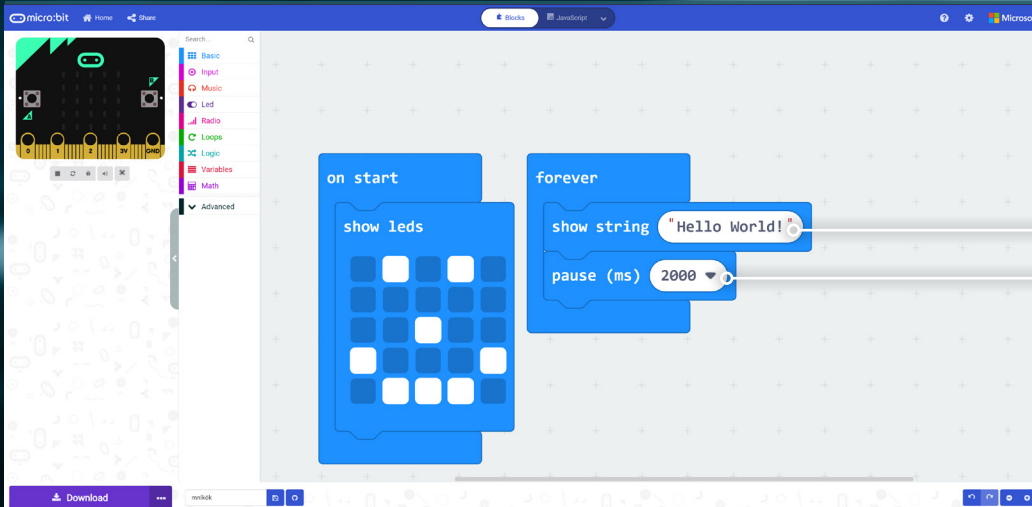 micro:bit
Home
Share
Blocks
JavaScript
Microso
Search...
Basic
Input
Music
Led
Radio
Loops
Logic
Variables
Math
Advanced
0 1 2 3V GND
on start
show leds
forever
show string "Hello World!"
pause (ms) 2000
Download
mnikók